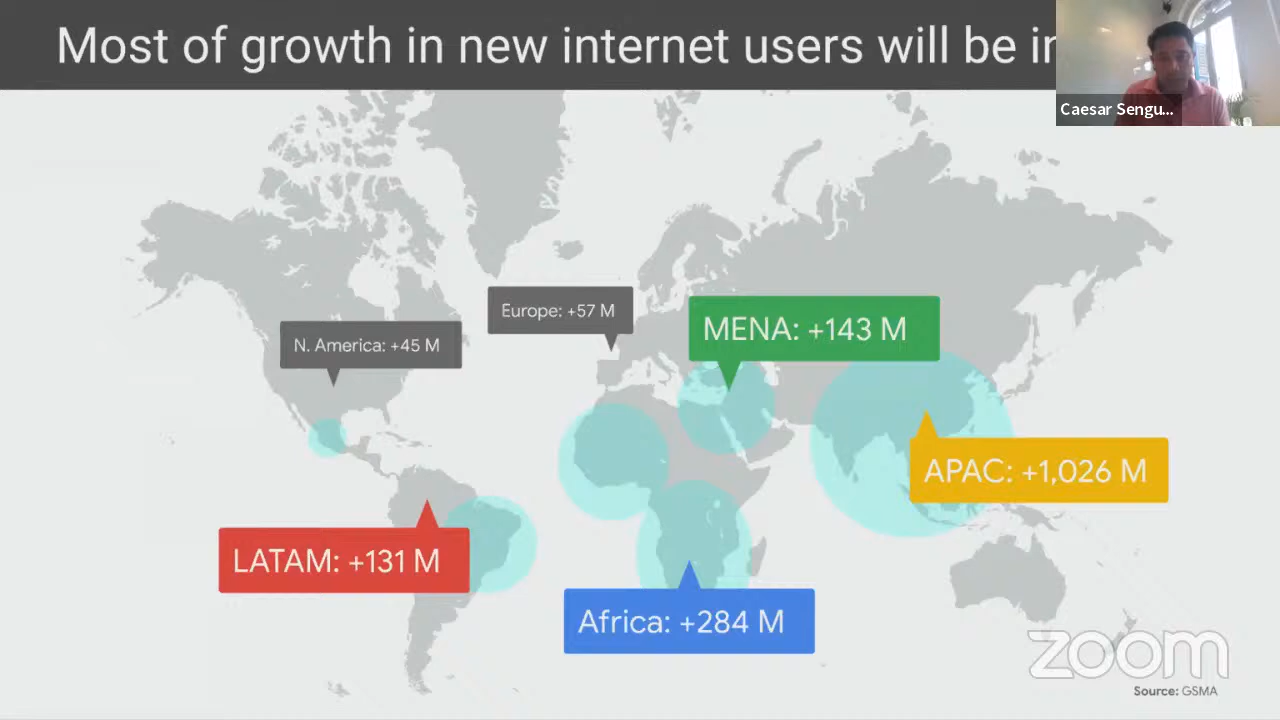 Most of growth in new internet users will be in
Caesar Sengu...
Europe: +57 M
N. America: +45 M
MENA: +143 M
APAC: +1,026 M
LATAM: +131 M
Africa: +284 M
zoom
Source: GSMA